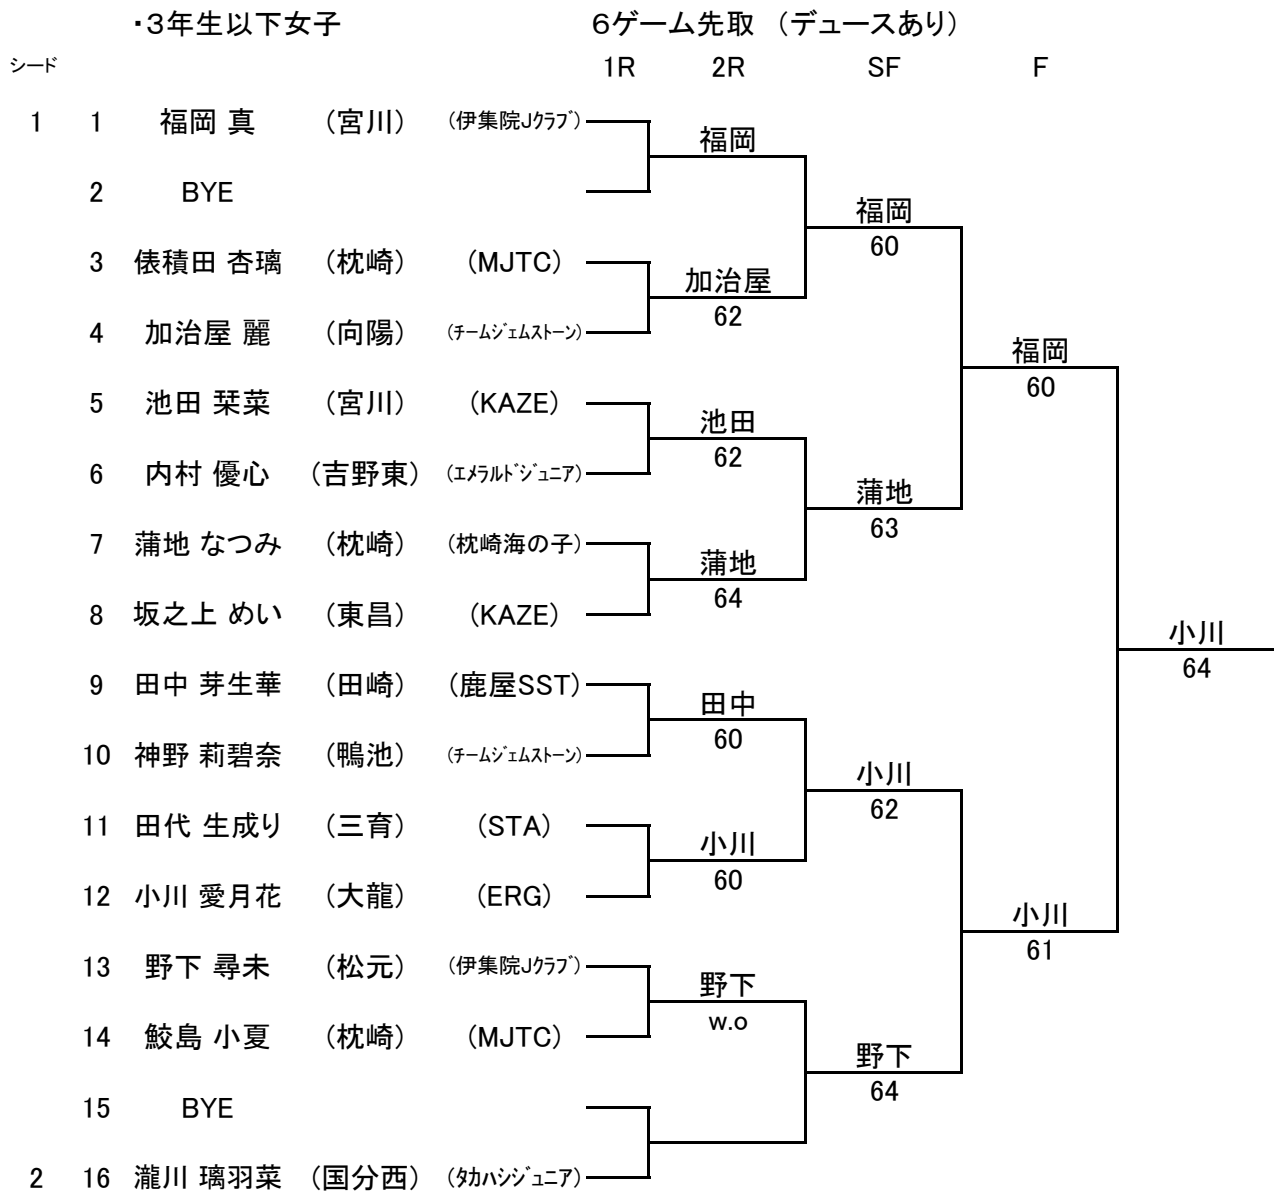 ・3年生以下女子 6ゲーム先取 （デュースあり）
シード 1R 2R SF F
1 1 福岡 真 （宮川） （伊集院Jｸﾗﾌﾞ）
福岡
2 BYE
福岡
60
3 俵積田 杏璃 （枕崎） （MJTC）
加治屋
62
4 加治屋 麗 （向陽） （ﾁｰﾑｼﾞｪﾑｽﾄｰﾝ）
福岡
60
5 池田 栞菜 （宮川） （KAZE）
池田
62
6 内村 優心 （吉野東） （ｴﾒﾗﾙﾄﾞｼﾞｭﾆｱ）
蒲地
63
7 蒲地 なつみ （枕崎） （枕崎海の子）
蒲地
64
8 坂之上 めい （東昌） （KAZE）
小川
64
9 田中 芽生華 （田崎） （鹿屋SST）
田中
60
10 神野 莉碧奈 （鴨池） （ﾁｰﾑｼﾞｪﾑｽﾄｰﾝ）
小川
62
11 田代 生成り （三育） （STA）
小川
60
12 小川 愛月花 （大龍） （ERG）
小川
61
13 野下 尋未 （松元） （伊集院Jｸﾗﾌﾞ）
野下
w.o
14 鮫島 小夏 （枕崎） （MJTC）
野下
64
15 BYE
2 16 瀧川 璃羽菜 （国分西） （ﾀｶﾊｼｼﾞｭﾆｱ）